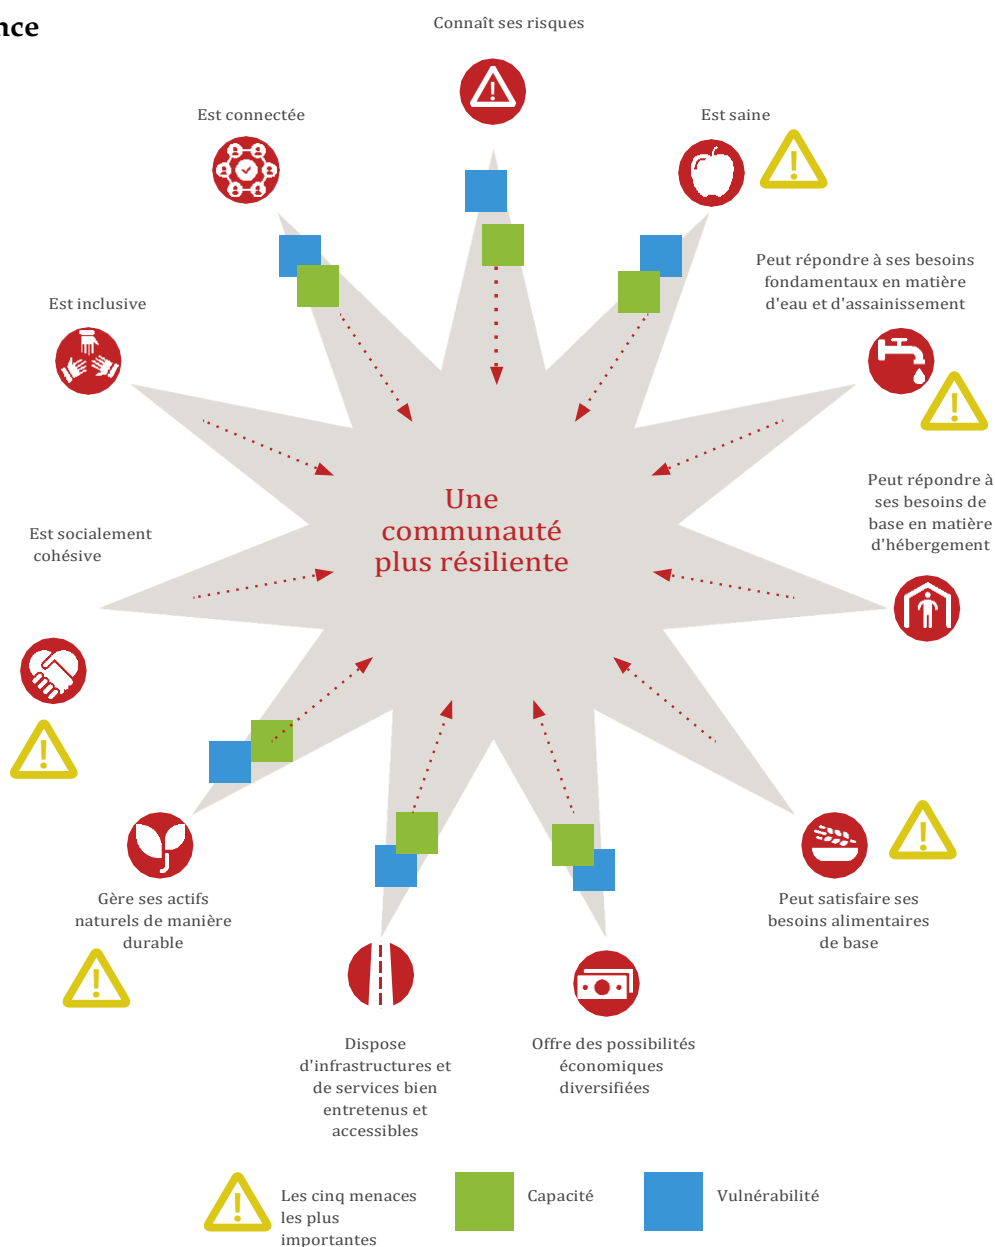 nce
Connaît ses risques
Est connectée
Est saine
Peut répondre à ses besoins
fondamentaux en matière
d'eau et d'assainissement
Est inclusive
Peut répondre à
ses besoins de
base en matière
d'hébergement
Une
communauté
plus résiliente
Est socialement
cohésive
Gère ses actifs
naturels de manière
durable
Peut satisfaire ses
besoins alimentaires
de base
Dispose
d'infrastructures et
de services bien
entretenus et
accessibles
Offre des possibilités
économiques
diversifiées
Les cinq menaces
les plus
importantes
Capacité
Vulnérabilité